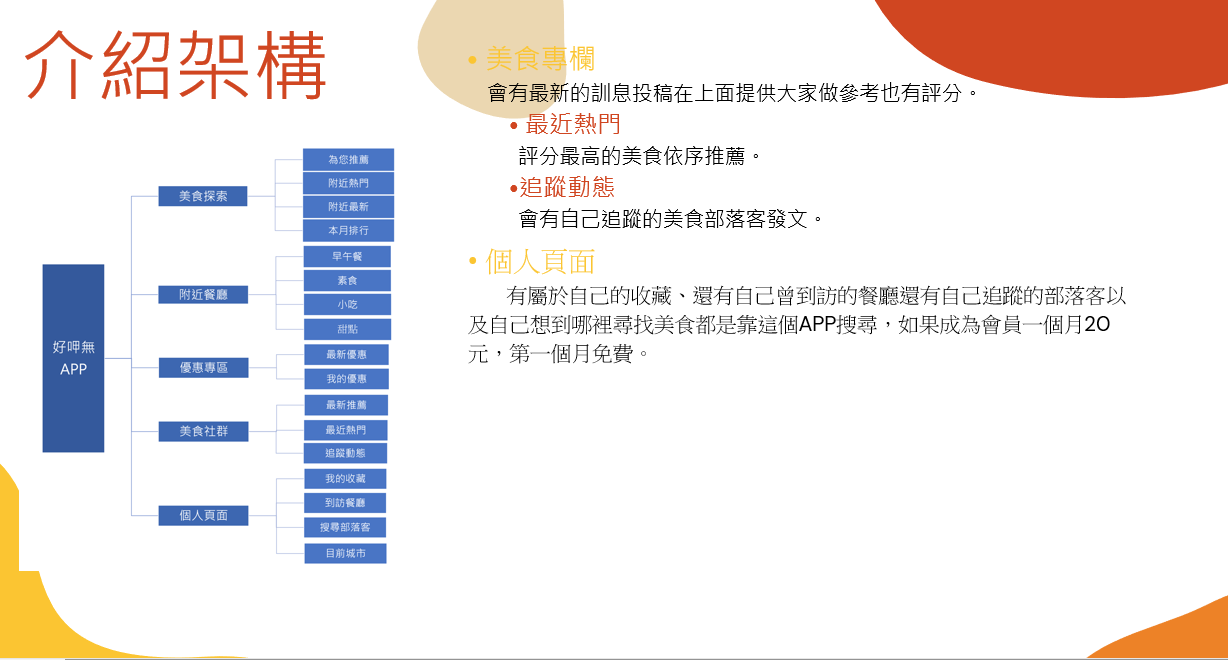 介紹架構
好呷無
APP
美食探索
為您推薦
附近熱門
附近最新
本月排行
附近餐廳
早午餐
素食
小吃
甜點
優惠專區
最新優惠
我的優惠
美食社群
最新推薦
最近熱門
追蹤動態
個人頁面
我的收藏
到訪餐廳
搜尋部落客
目前城市
• 美食專欄
會有最新的訓息投稿在上面提供大家做參考也有評分。
• 最近熱門
評分最高的美食依序推薦。
•追蹤動態
會有自己追蹤的美食部落客發文。
• 個人頁面
有屬於自己的收藏、還有自己曾到訪的餐廳還有自己追蹤的部落客以
及自己想到哪裡尋找美食都是靠這個APP搜尋，如果成為會員一個月20
元，第一個月免費。